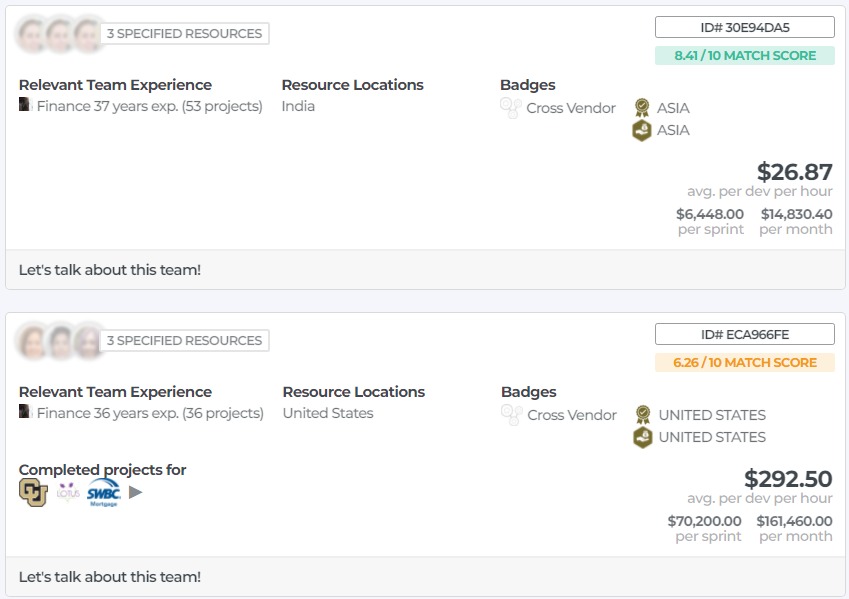 3 SPECIFIED RESOURCES
ID# 30E94DA5
8.41 / 10 MATCH SCORE
Relevant Team Experience
Resource Locations
Badges
Finance 37 years exp. (53 projects)
India
Cross Vendor
ASIA
ASIA
$26.87
avg. per dev per hour
$6,448.00 $14,830.40
per sprint per month
Let's talk about this team!
3 SPECIFIED RESOURCES
ID# ECA966FE
6.26 / 10 MATCH SCORE
Relevant Team Experience
Resource Locations
Badges
Finance 36 years exp. (36 projects)
United States
Cross Vendor
UNITED STATES
UNITED STATES
Completed projects for
CU
LOTUS
SWBC
Mortgage
$292.50
avg. per dev per hour
$70,200.00 $161,460.00
per sprint per month
Let's talk about this team!